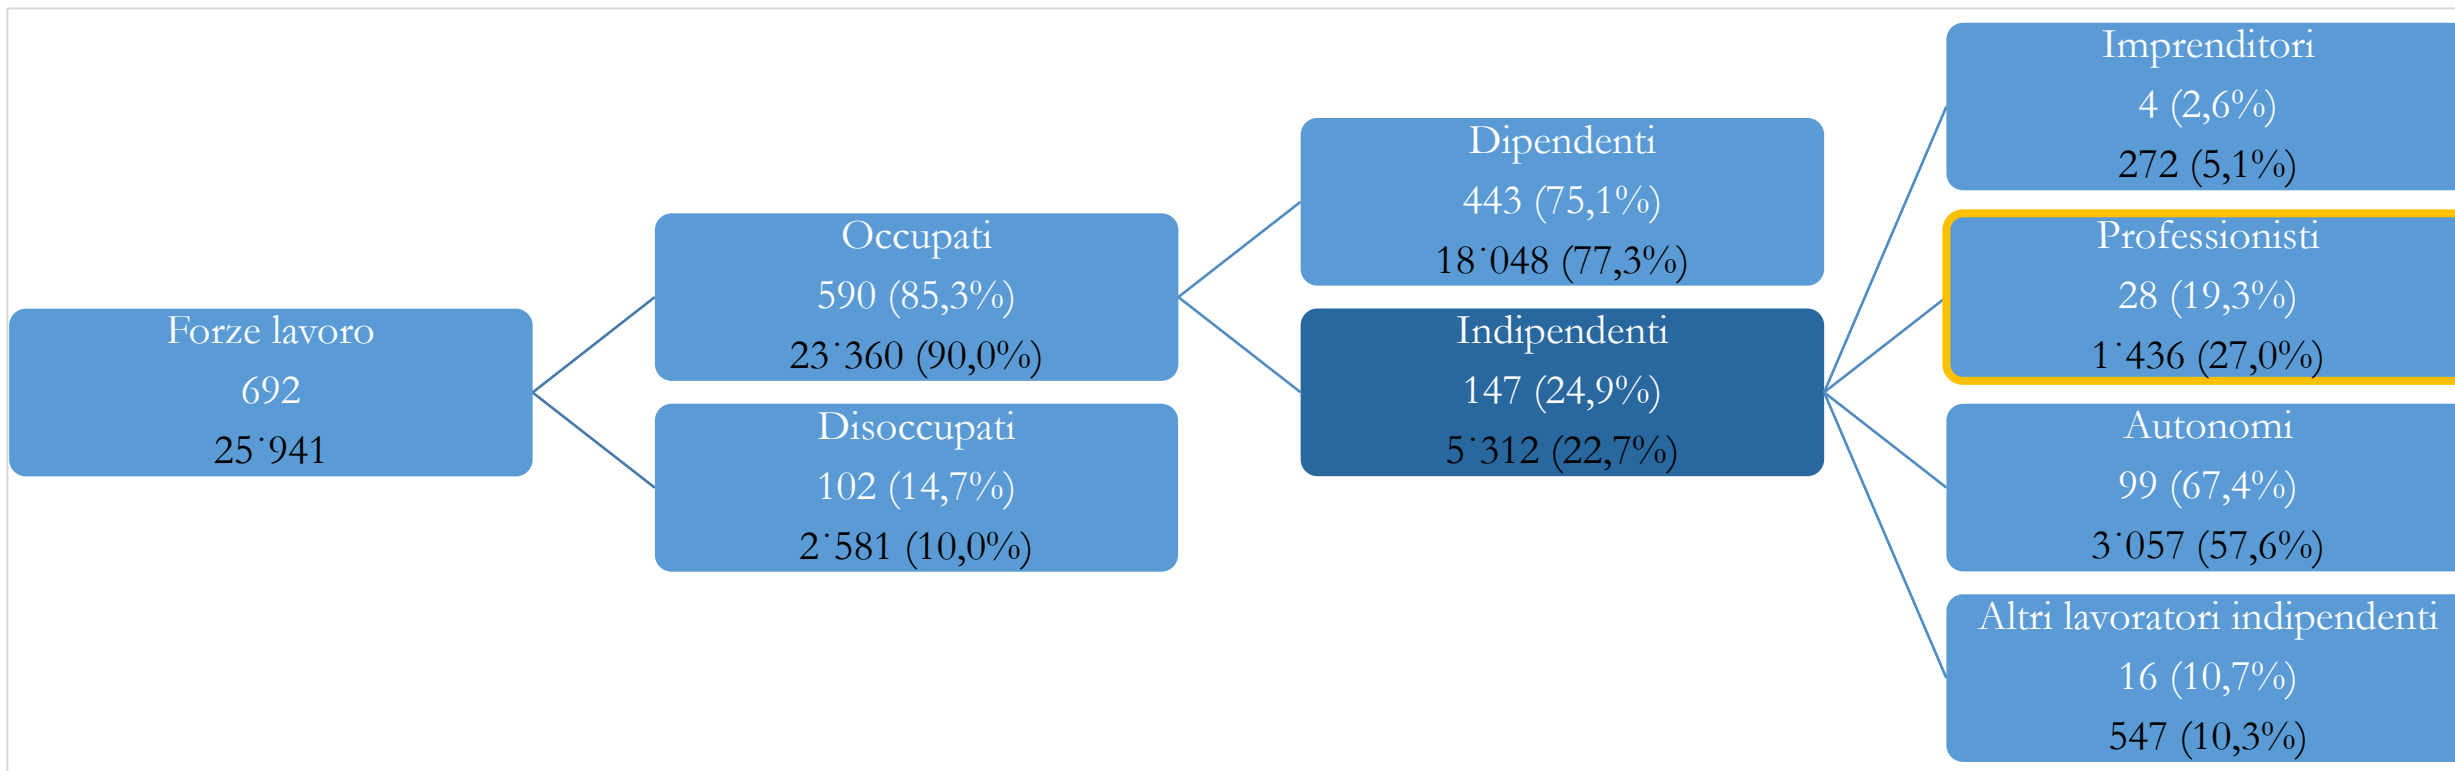 Forze lavoro
692
25˙941
Occupati
590 (85,3%)
23˙360 (90,0%)
Disoccupati
102 (14,7%)
2˙581 (10,0%)
Dipendenti
443 (75,1%)
18˙048 (77,3%)
Indipendenti
147 (24,9%)
5˙312 (22,7%)
Imprenditori
4 (2,6%)
272 (5,1%)
Professionisti
28 (19,3%)
1˙436 (27,0%)
Autonomi
99 (67,4%)
3˙057 (57,6%)
Altri lavoratori indipendenti
16 (10,7%)
547 (10,3%)